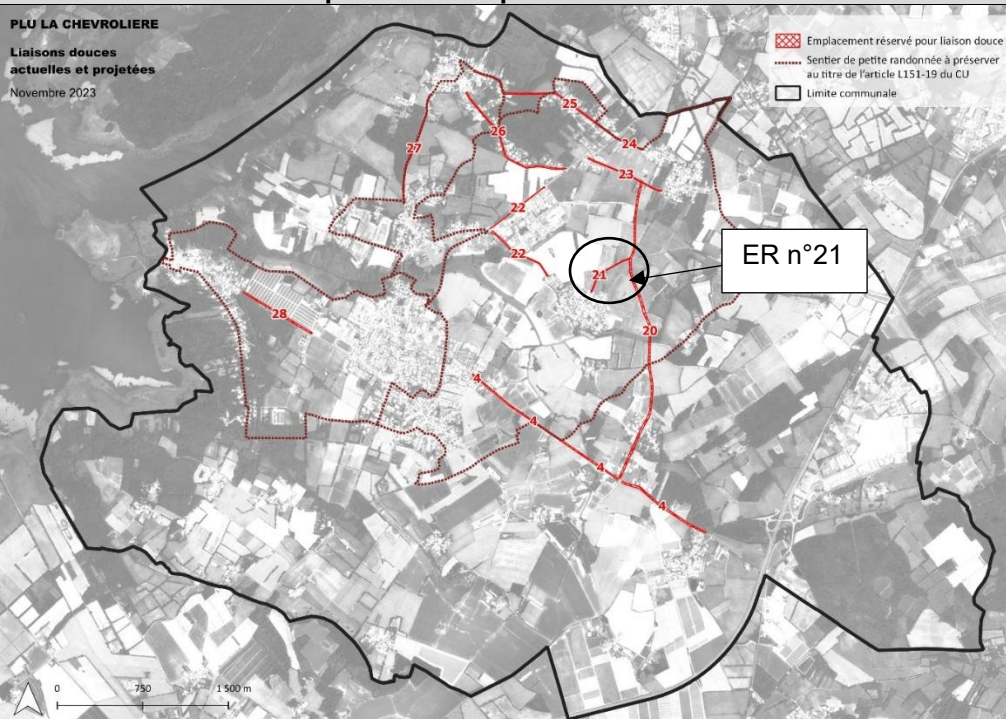 PLU LA CHEVROLIERE
Liaisons douces
actuelles et projetées
Novembre 2023
Emplacement réservé pour liaison douce
Sentier de petite randonnée à préserver
au titre de l'article L151-19 du CU
Limite communale
25
26
24
27
23
22
22
21
ER n°21
20
28
4
4
4
4
0 750 1 500 m